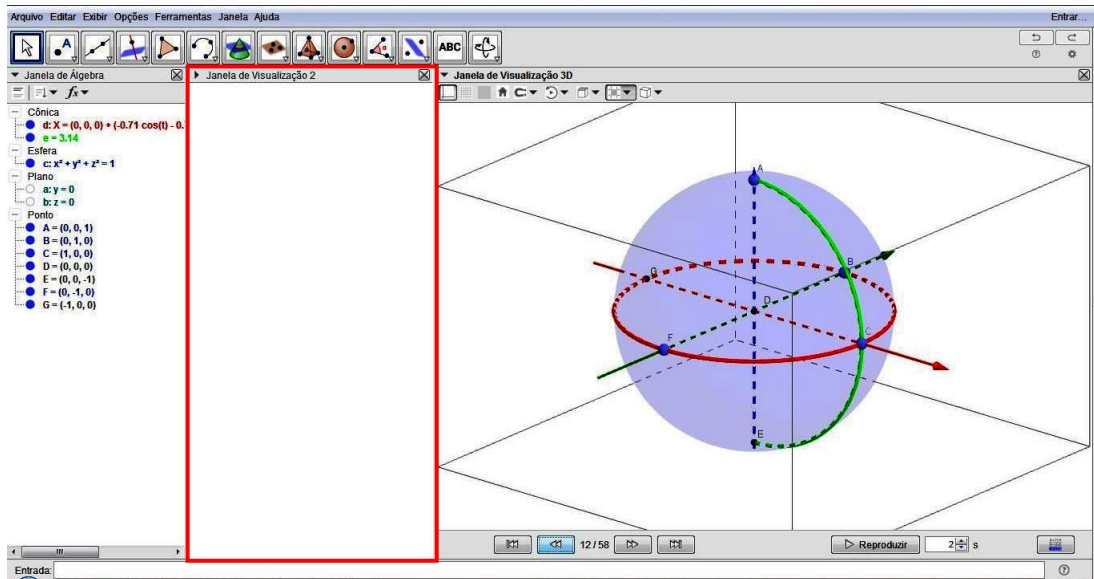 Arquivo Editar Exibir Opções Ferramentas Janela Ajuda
Entrar...
A
ABC
Janela de Álgebra
Janela de Visualização 2
Janela de Visualização 3D
fx
Cônica
d: X = (0, 0, 0) + (-0.71 cos(t) - 0.
e = 3.14
Esfera
c: x² + y² + z² = 1
Plano
a: y = 0
b: z = 0
Ponto
A = (0, 0, 1)
B = (0, 1, 0)
C = (1, 0, 0)
D = (0, 0, 0)
E = (0, 0, -1)
F = (0, -1, 0)
G = (-1, 0, 0)
A
B
G
D
F
C
E
12 / 58
Reproduzir
2
s
Entrada: